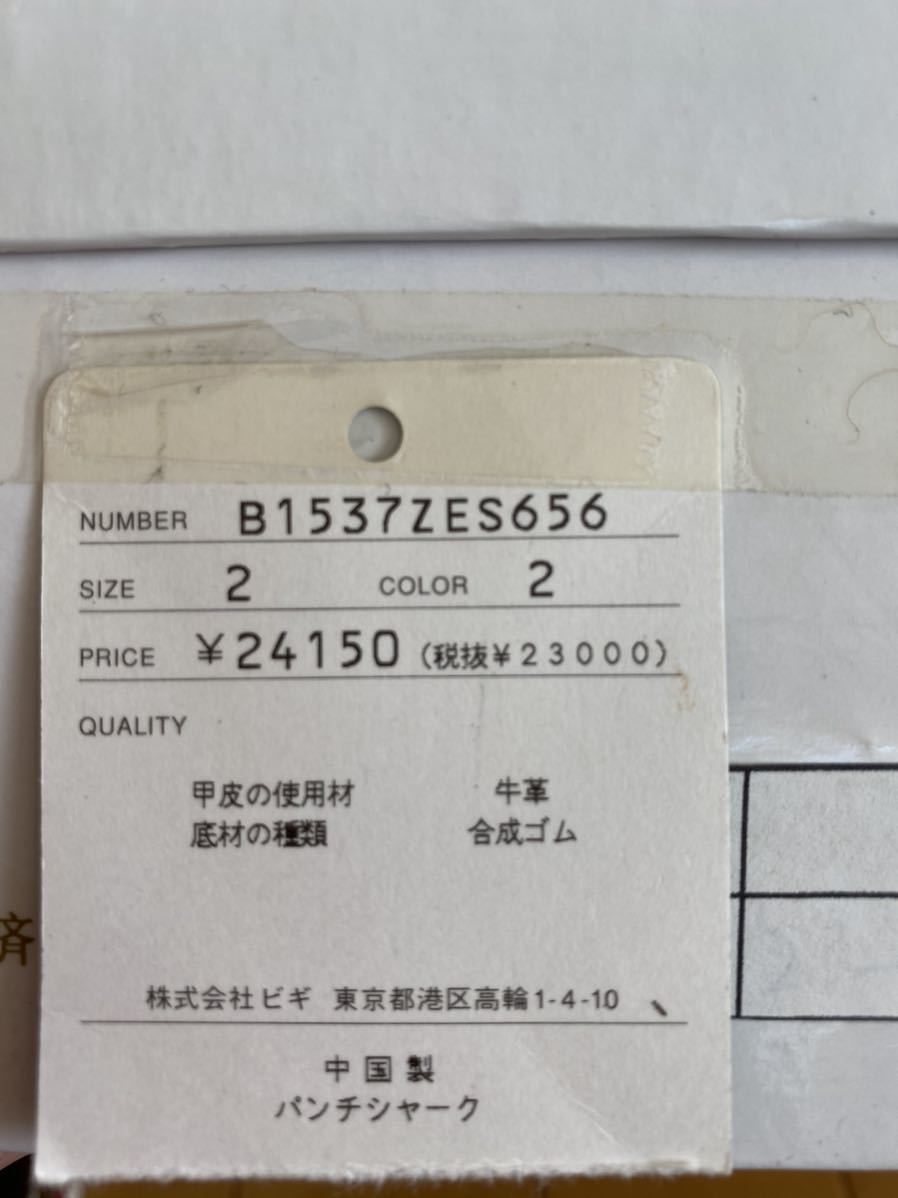 NUMBER B1537ZES656
SIZE 2 COLOR 2
PRICE ¥24150 (税抜¥23000)
QUALITY
甲皮の使用材 牛革
底材の種類 合成ゴム
済
株式会社ビギ 東京都港区高輪1-4-10
中国製
パンチシャーク